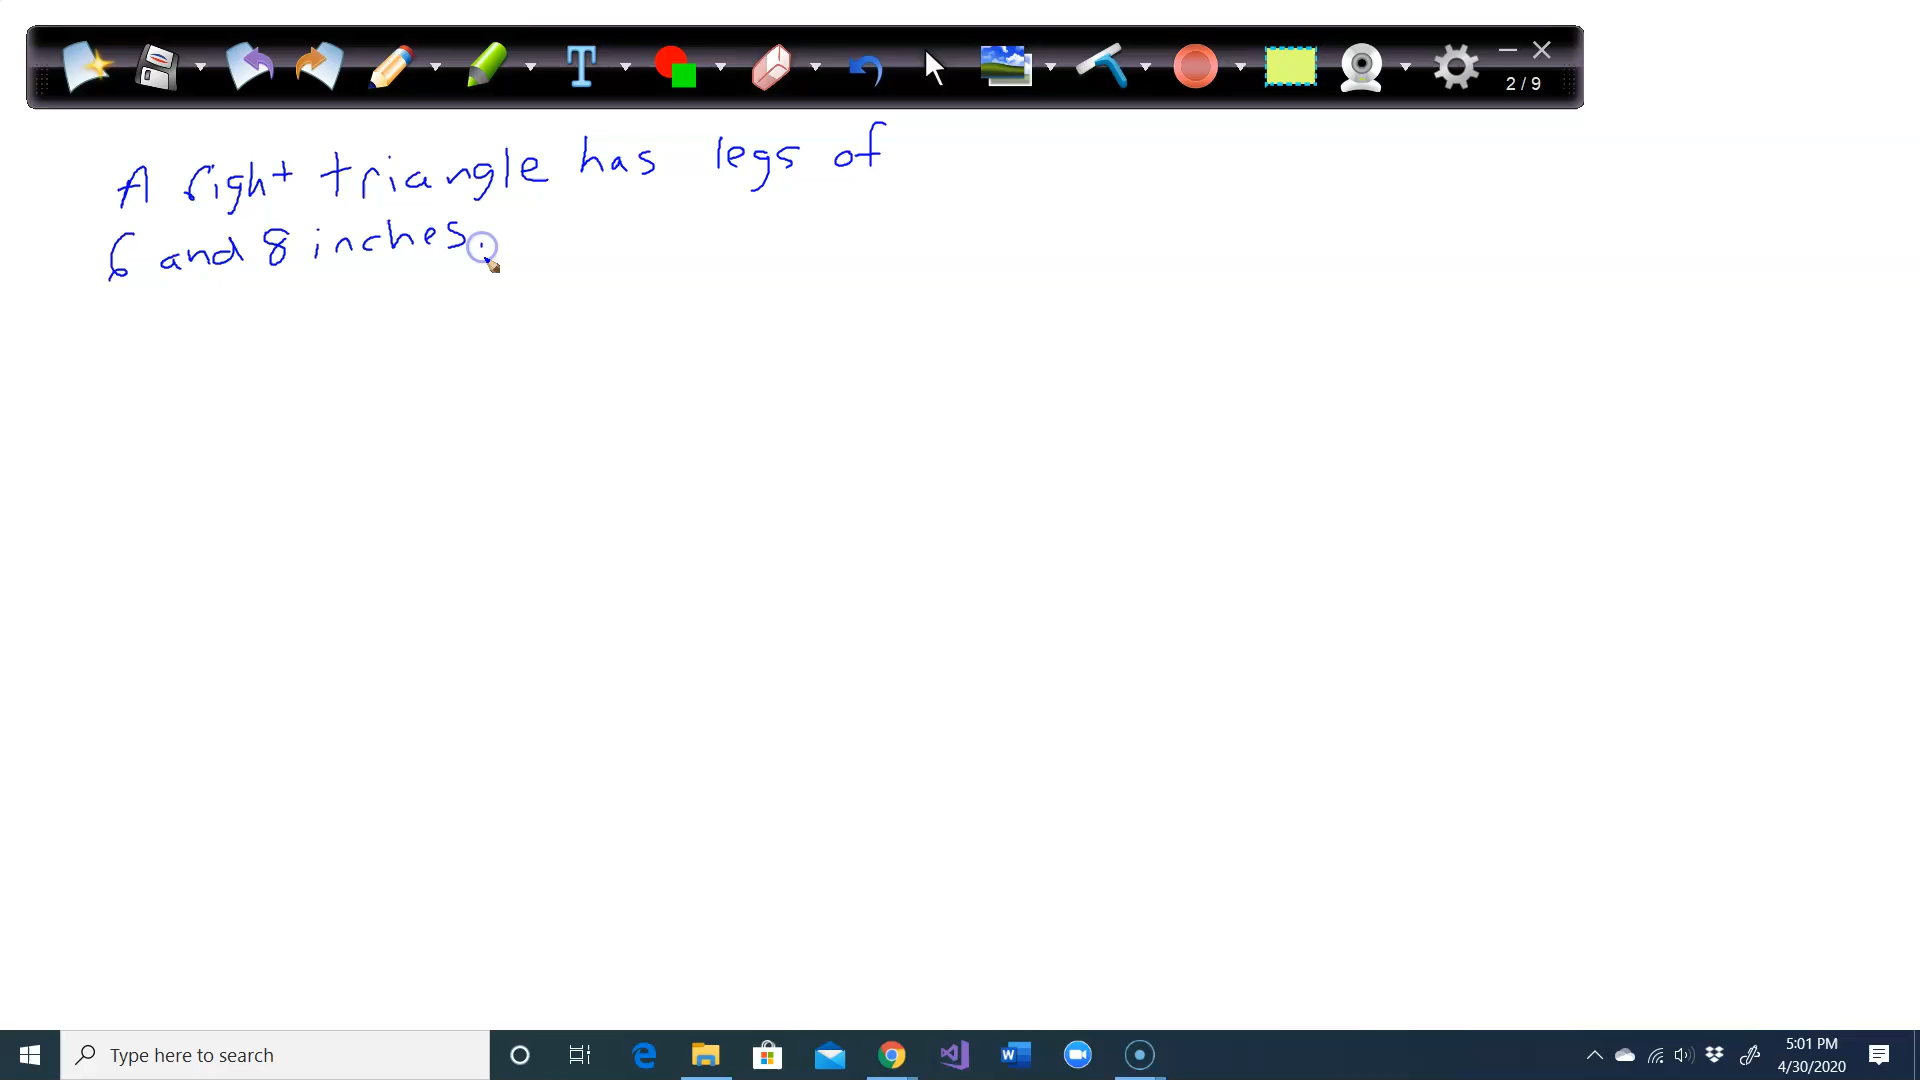 2 / 9
A right triangle has legs of
6 and 8 inches.
Type here to search
5:01 PM
4/30/2020